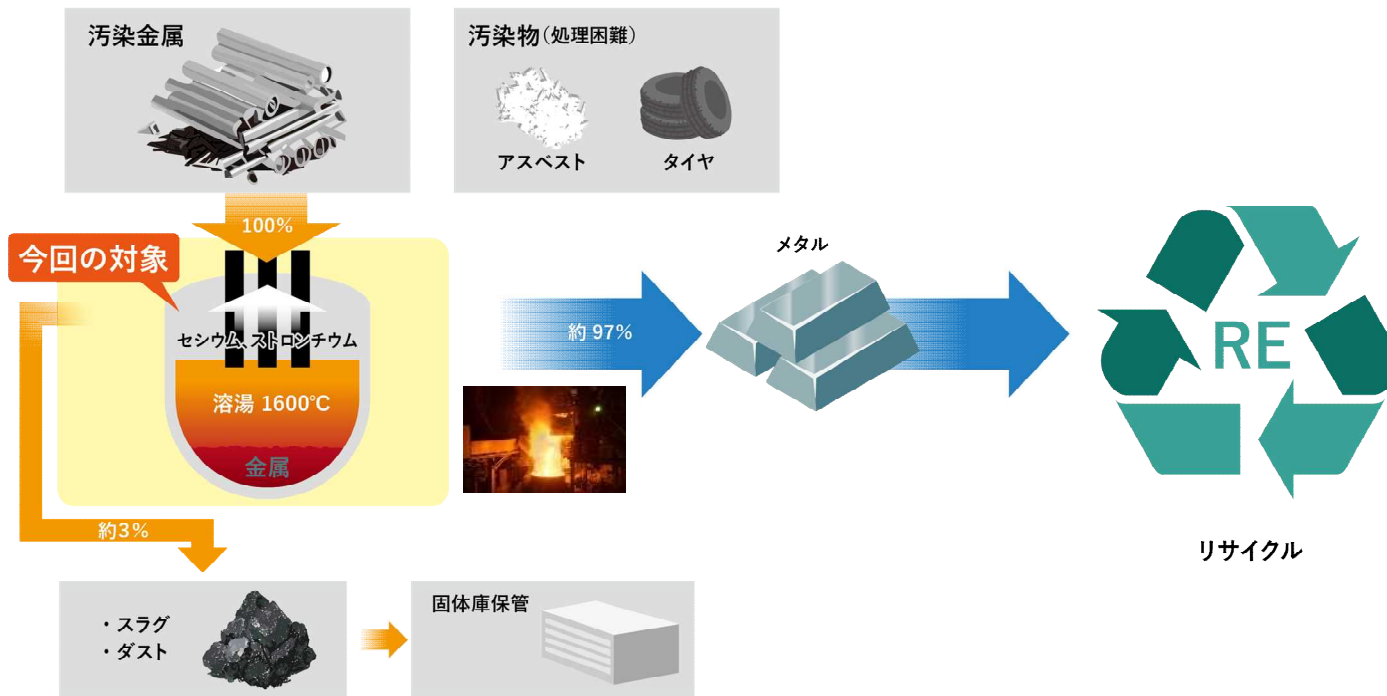 汚染金属
汚染物(処理困難)
アスベスト
タイヤ
100%
今回の対象
セシウム、ストロンチウム
溶湯 1600℃
金属
約 97%
メタル
RE
リサイクル
約3%
・スラグ
・ダスト
固体庫保管